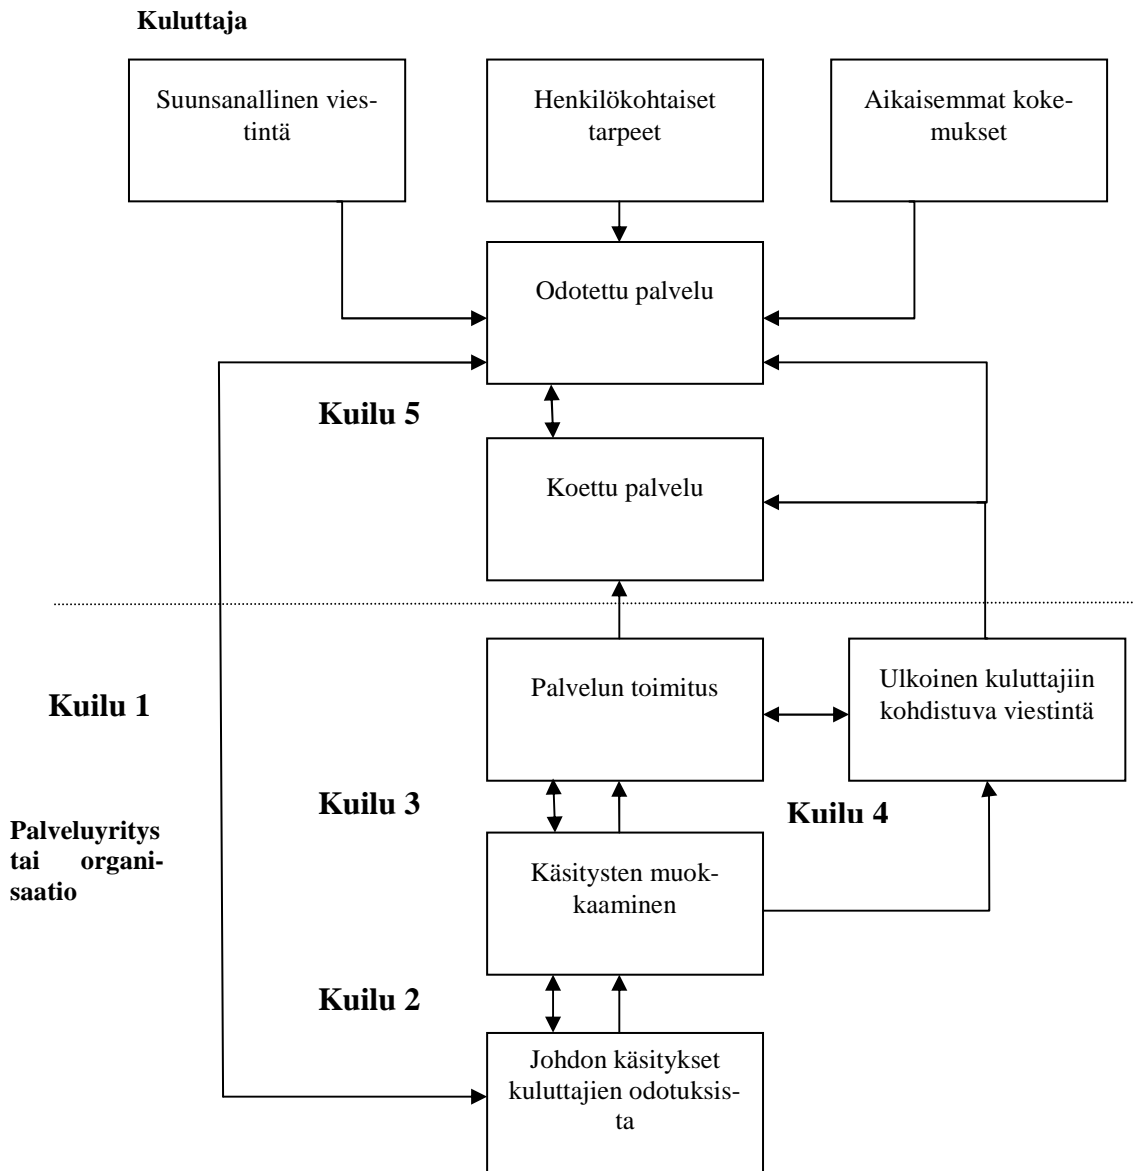 Kuluttaja
Suunsanallinen vies-
tintä
Henkilökohtaiset
tarpeet
Aikaisemmat koke-
mukset
Odotettu palvelu
Kuilu 5
Koettu palvelu
Kuilu 1
Palvelun toimitus
Ulkoinen kuluttajiin
kohdistuva viestintä
Kuilu 3
Kuilu 4
Palveluyritys
tai organi-
saatio
Käsitysten muok-
kaaminen
Kuilu 2
Johdon käsitykset
kuluttajien odotuksis-
ta